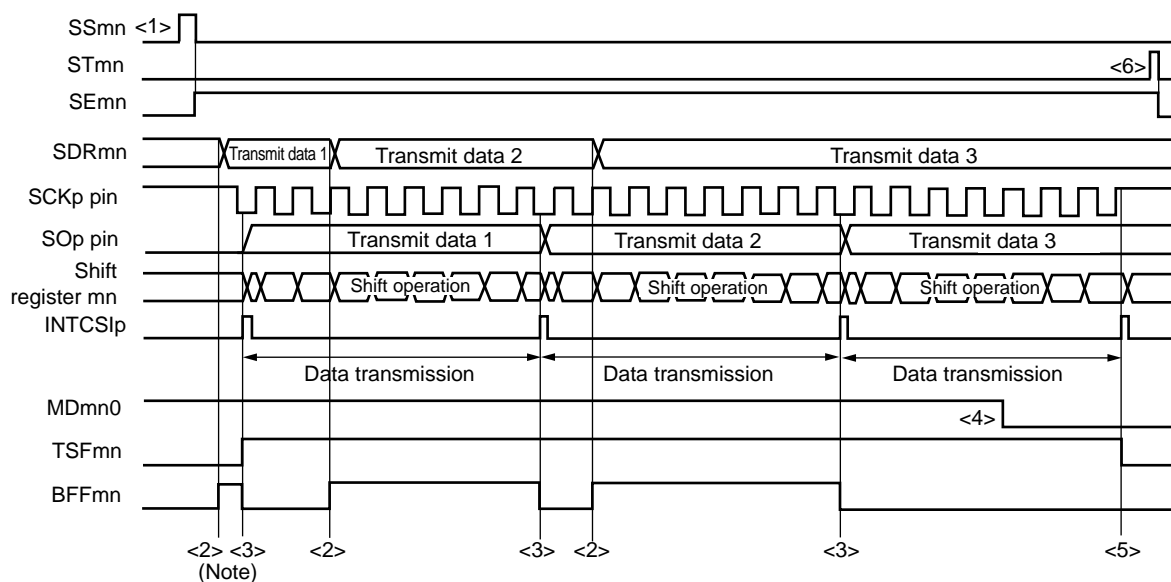 SSmn <1>
STmn <6>
SEmn
SDRmn Transmit data 1 Transmit data 2 Transmit data 3
SCKp pin
SOp pin Transmit data 1 Transmit data 2 Transmit data 3
Shift
register mn Shift operation Shift operation Shift operation
INTCSIp
Data transmission Data transmission Data transmission
MDmn0 <4>
TSFmn
BFFmn
<2> <3> <2> <3> <2> <3> <5>
(Note)